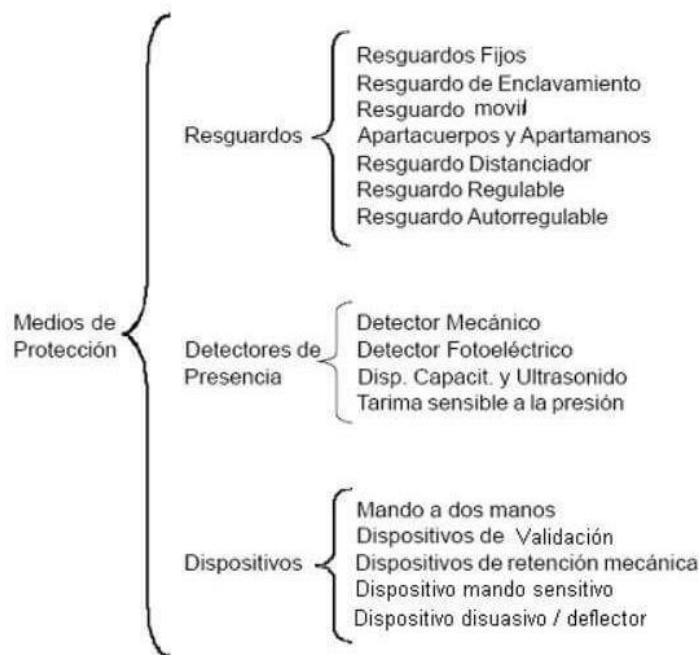 Medios de
Protección
Resguardos
Resguardos Fijos
Resguardo de Enclavamiento
Resguardo movil
Apartacuerpos y Apartamanos
Resguardo Distanciador
Resguardo Regulable
Resguardo Autorregulable
Detectores de
Presencia
Detector Mecánico
Detector Fotoeléctrico
Disp. Capacit. y Ultrasonido
Tarima sensible a la presión
Dispositivos
Mando a dos manos
Dispositivos de Validación
Dispositivos de retención mecánica
Dispositivo mando sensitivo
Dispositivo disuasivo / deflector